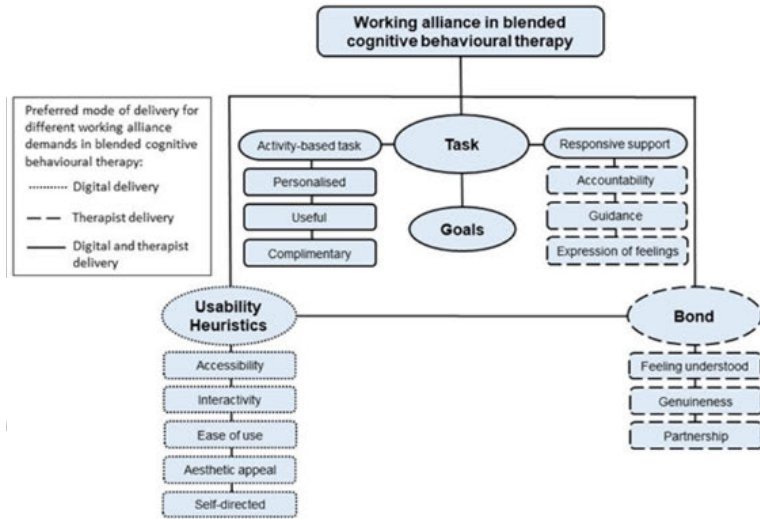 Working alliance in blended
cognitive behavioural therapy
Preferred mode of delivery for
different working alliance
demands in blended cognitive
behavioural therapy:
Digital delivery
Therapist delivery
Digital and therapist
delivery
Activity-based task
Personalised
Useful
Complimentary
Task
Goals
Responsive support
Accountability
Guidance
Expression of feelings
Usability
Heuristics
Accessibility
Interactivity
Ease of use
Aesthetic appeal
Self-directed
Bond
Feeling understood
Genuineness
Partnership